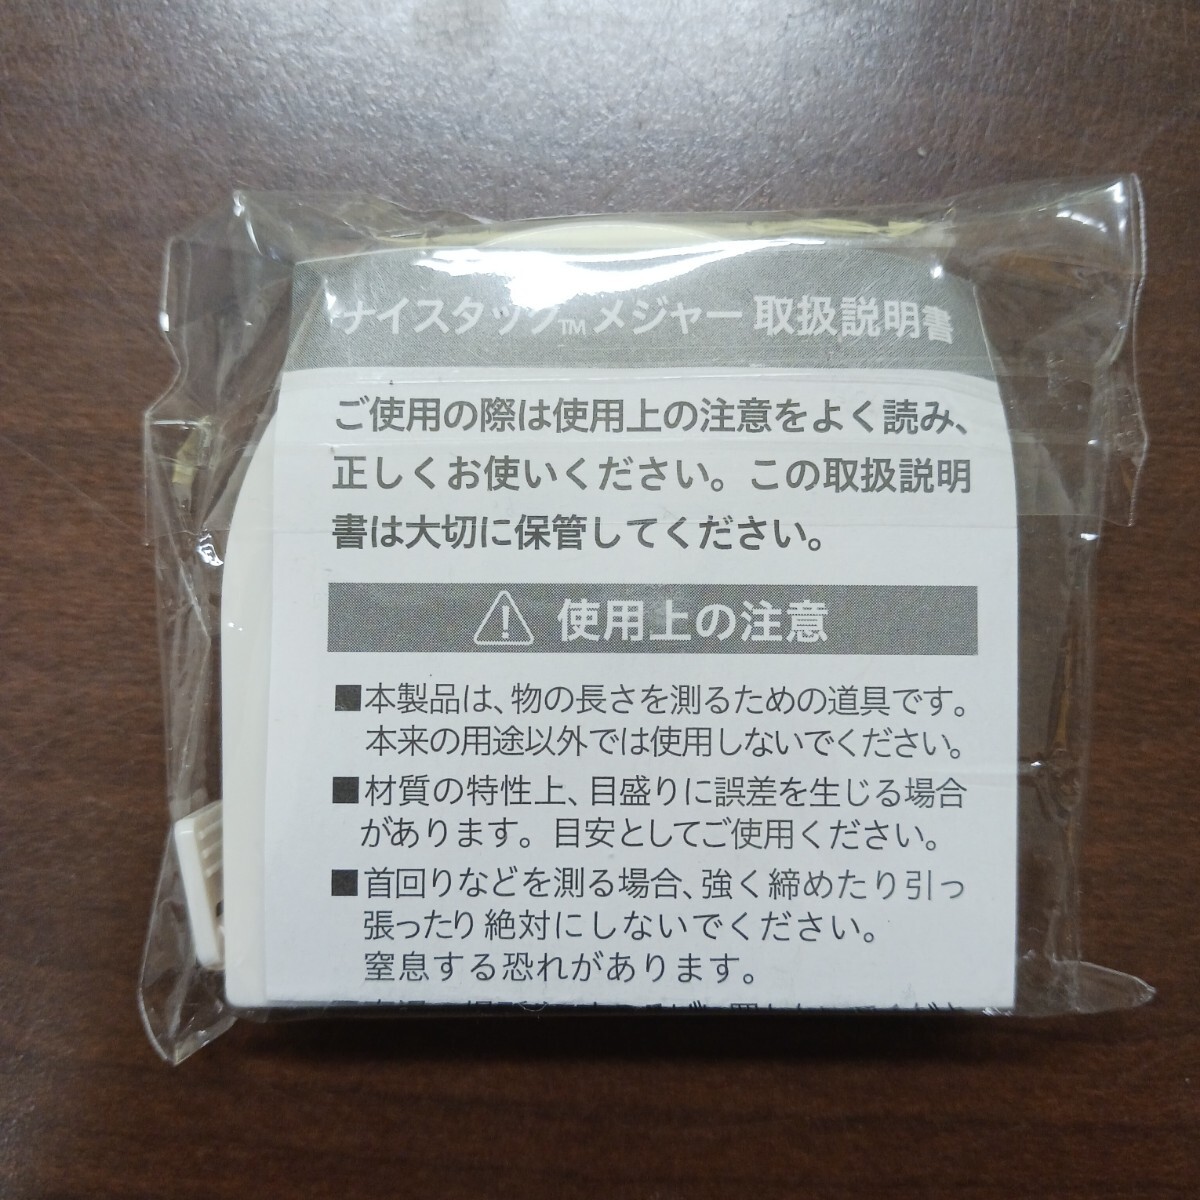 ナイスタック™メジャー 取扱説明書
ご使用の際は使用上の注意をよく読み、
正しくお使いください。この取扱説明
書は大切に保管してください。
使用上の注意
■本製品は、物の長さを測るための道具です。
本来の用途以外では使用しないでください。
■材質の特性上、目盛りに誤差を生じる場合
があります。目安としてご使用ください。
■首回りなどを測る場合、強く締めたり引っ
張ったり絶対にしないでください。
窒息する恐れがあります。